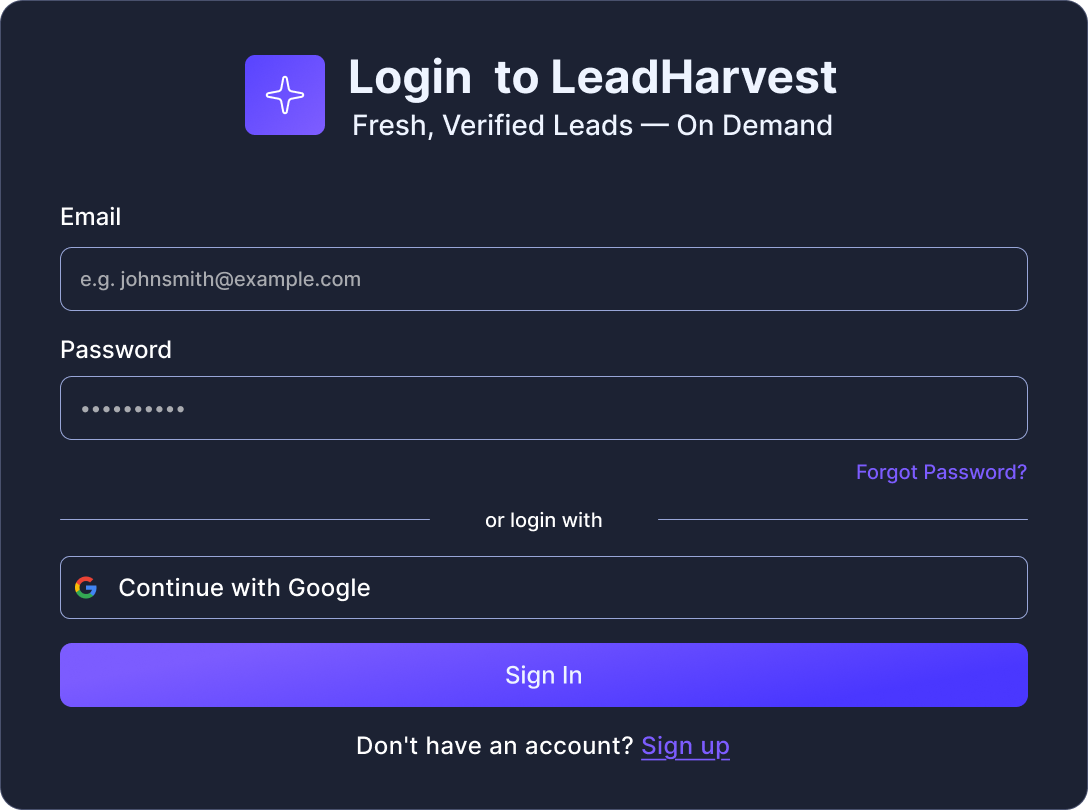 Login  to LeadHarvest
Fresh, Verified Leads — On Demand
Email
e.g. johnsmith@example.com
Password
••••••••••
Forgot Password?
or login with
Continue with Google
Sign In
Don't have an account? Sign up